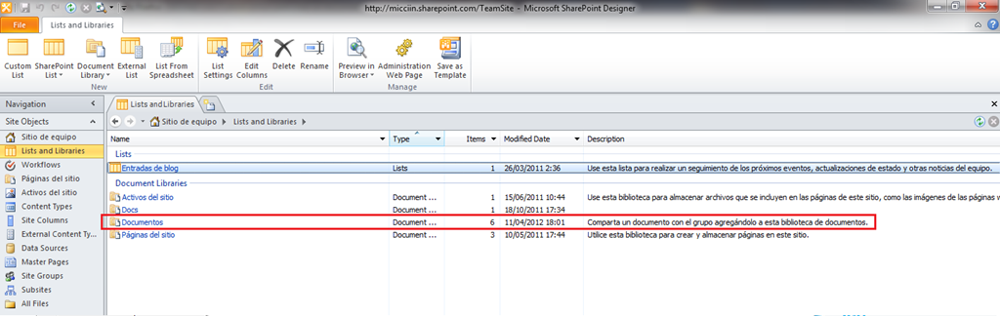 http://micciin.sharepoint.com/TeamSite - Microsoft SharePoint Designer
File Lists and Libraries
Custom List
SharePoint List
Document Library
External List
List From Spreadsheet
List Settings
Edit Columns
Delete
Rename
Preview in Browser
Administration Web Page
Save as Template
New Edit Manage
Navigation
Lists and Libraries
Site Objects
Sitio de equipo
Lists and Libraries
Workflows
Páginas del sitio
Activos del sitio
Content Types
Site Columns
External Content Ty...
Data Sources
Master Pages
Site Groups
Subsites
All Files
Sitio de equipo Lists and Libraries
Name Type Items Modified Date Description
Lists
Entradas de blog Lists 1 26/03/2011 2:36 Use esta lista para realizar un seguimiento de los próximos eventos, actualizaciones de estado y otras noticias del equipo.
Document Libraries
Activos del sitio Document ... 1 15/06/2011 10:44 Use esta biblioteca para almacenar archivos que se incluyen en las páginas de este sitio, como las imágenes de las páginas
Docs Document ... 1 18/10/2011 17:34
Documentos Document ... 6 11/04/2012 18:01 Comparta un documento con el grupo agregándolo a esta biblioteca de documentos.
Páginas del sitio Document ... 3 10/05/2011 17:44 Utilice esta biblioteca para crear y almacenar páginas en este sitio.